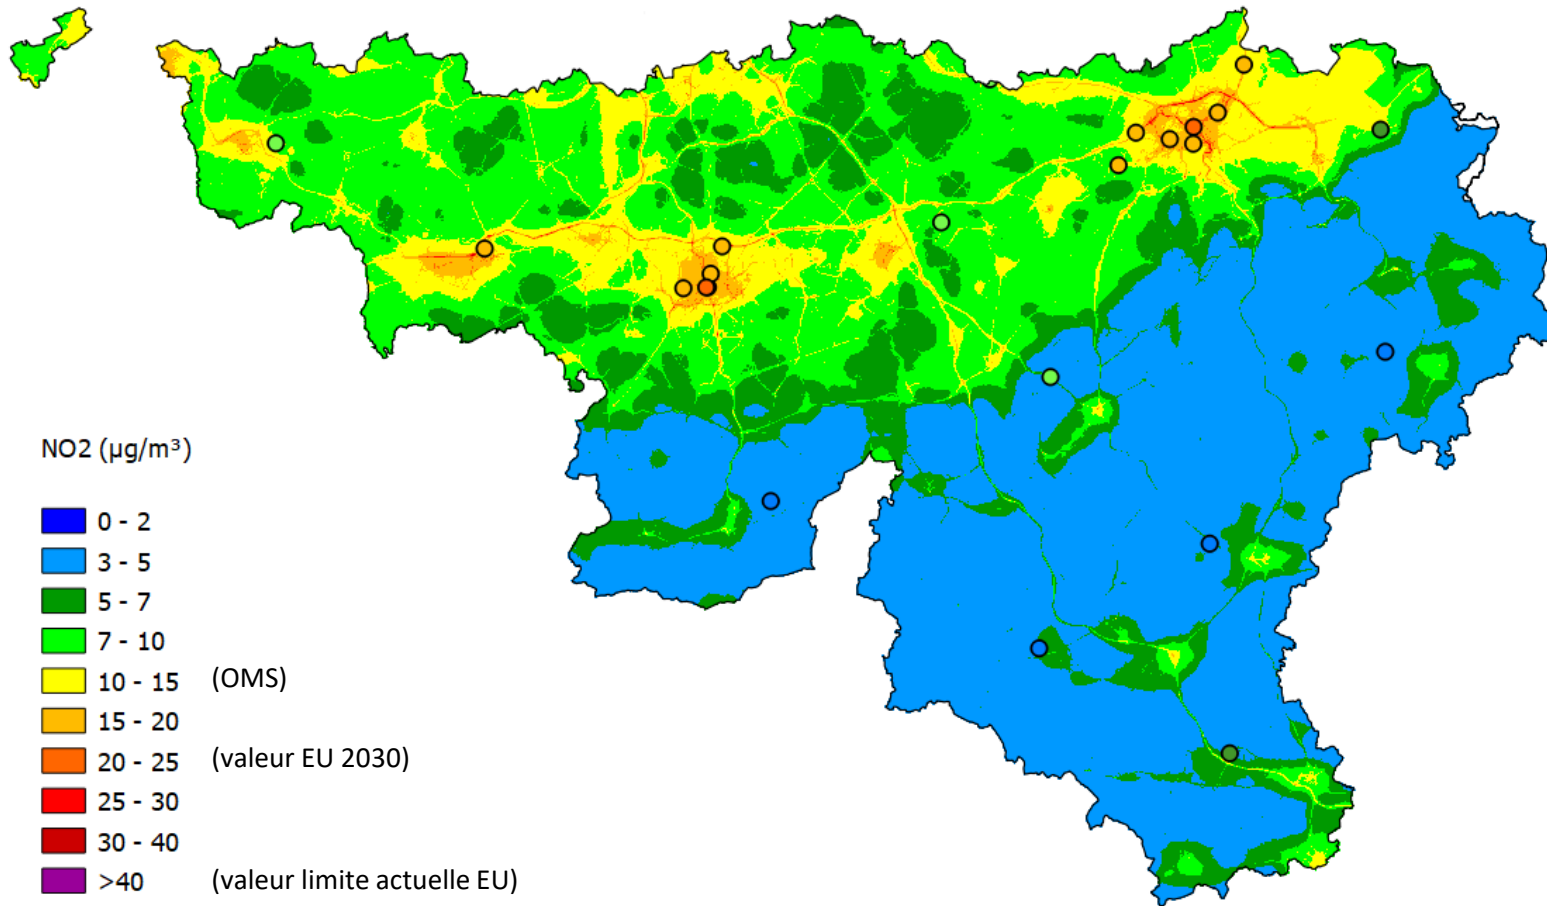 NO2 (µg/m³)
0 - 2
3 - 5
5 - 7
7 - 10
10 - 15 (OMS)
15 - 20
20 - 25 (valeur EU 2030)
25 - 30
30 - 40
>40 (valeur limite actuelle EU)